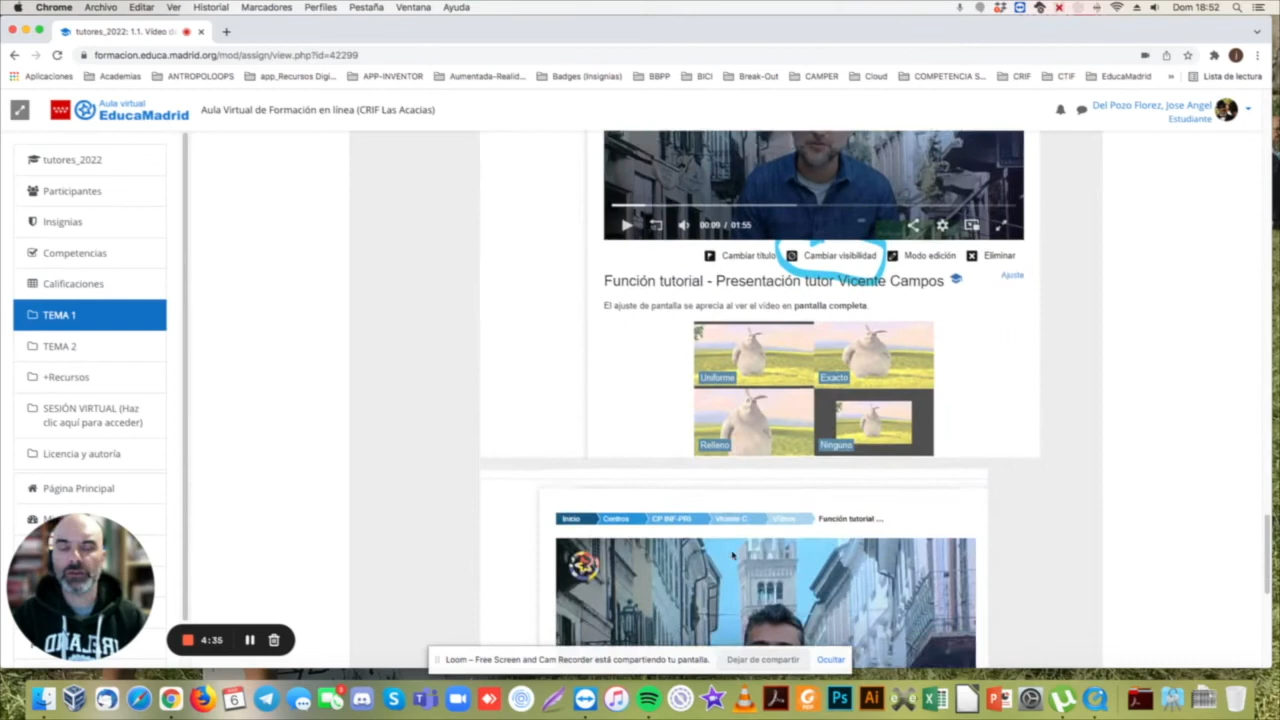 Chrome Archivo Editar Ver Historial Marcadores Perfiles Pestaña Ventana Ayuda
Dom 18:52
tutores_2022: 1.1. Vídeo de
formacion.educa.madrid.org/mod/assign/view.php?id=42299
Aplicaciones Academias ANTROPOLOOPS app_Recursos Digi... APP-INVENTOR Aumentada-Realid... Badges (Insignias) BBPP BICI Break-Out CAMPER Cloud COMPETENCIA S... CRIF CTIF EducaMadrid » Lista de lectura
Aula virtual
EducaMadrid
Aula Virtual de Formación en línea (CRIF Las Acacias)
Del Pozo Florez, Jose Angel
Estudiante
tutores_2022
Participantes
Insignias
Competencias
Calificaciones
TEMA 1
TEMA 2
+Recursos
SESIÓN VIRTUAL (Haz
clic aquí para acceder)
Licencia y autoría
Página Principal
00:09 / 01:55
Cambiar título Cambiar visibilidad Modo edición Eliminar
Función tutorial - Presentación tutor Vicente Campos
Ajuste
El ajuste de pantalla se aprecia al ver el vídeo en pantalla completa.
Uniforme Exacto
Relleno Ninguno
Inicio Centros CP INF-PRI Vicente C Vídeos Función tutorial ...
IRELAND
4:35
Loom – Free Screen and Cam Recorder está compartiendo tu pantalla. Dejar de compartir Ocultar